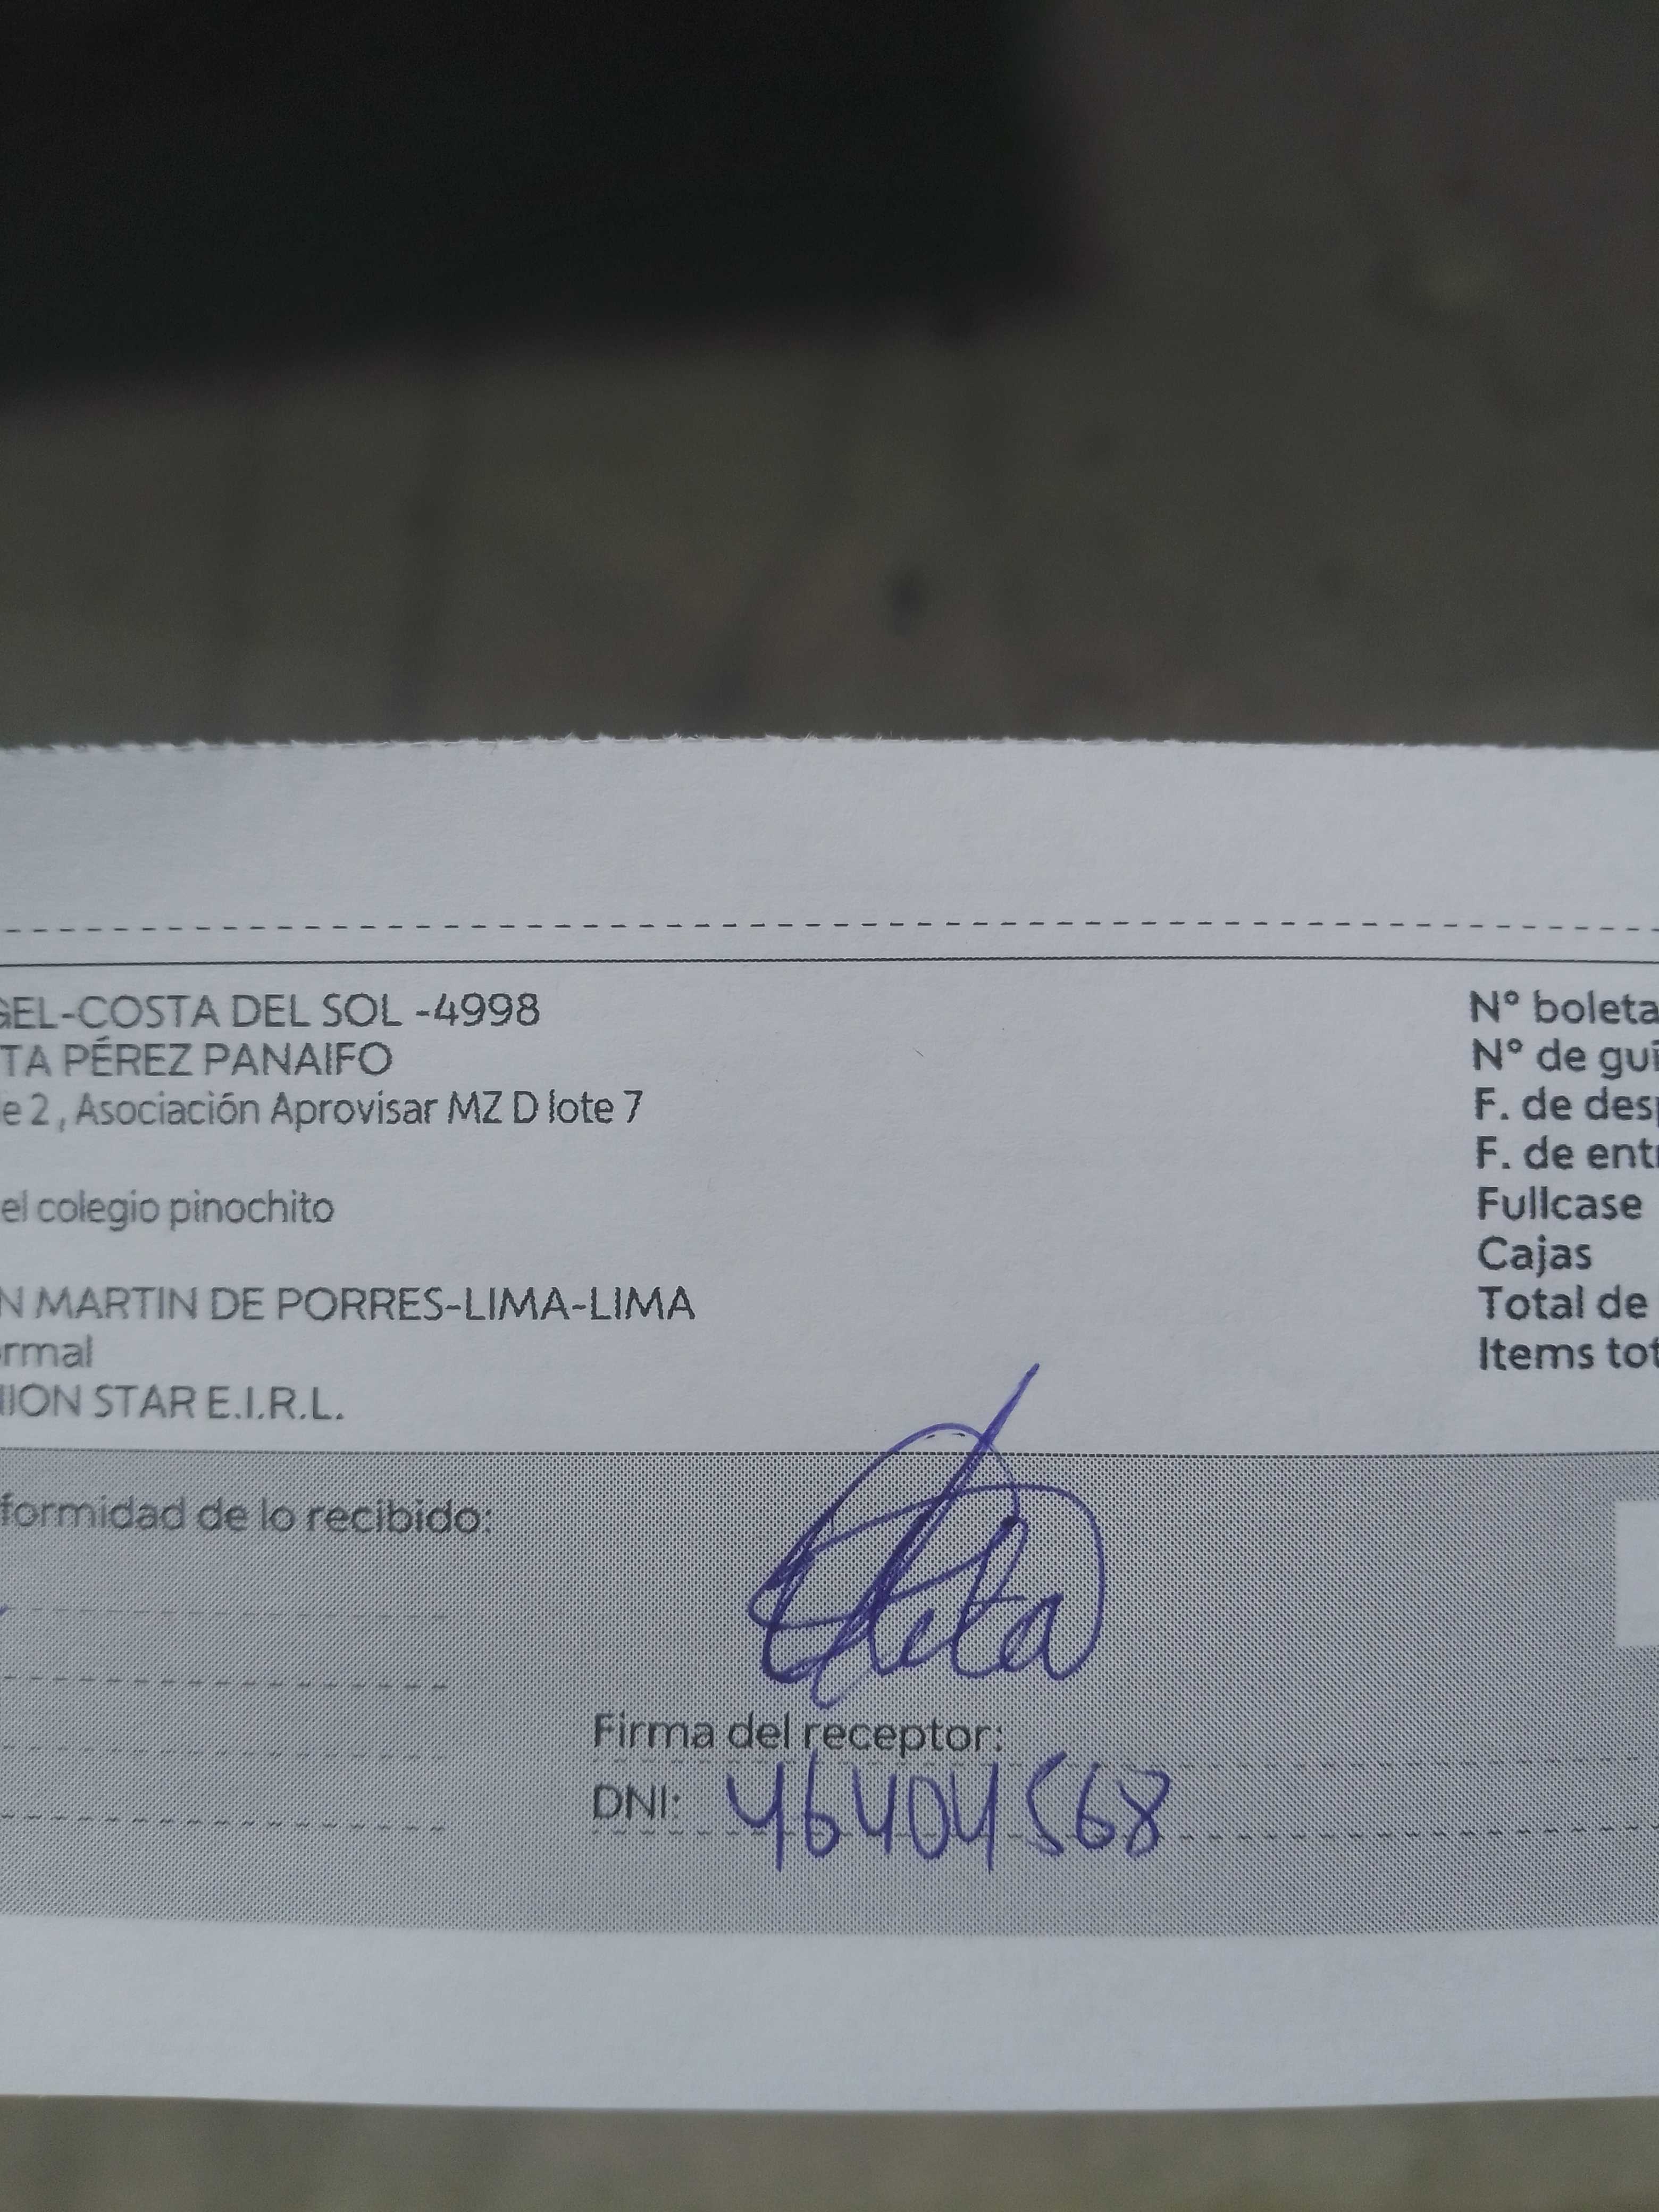 GEL-COSTA DEL SOL -4998
TA PÉREZ PANAIFO
e 2, Asociación Aprovisar MZ D lote 7
el colegio pinochito
N MARTIN DE PORRES-LIMA-LIMA
rmal
ION STAR E.I.R.L.
N° boleta
N° de gui
F. de des
F. de ent
Fullcase
Cajas
Total de
Items tot
formidad de lo recibido:
Firma del receptor:
DNI: 46404568